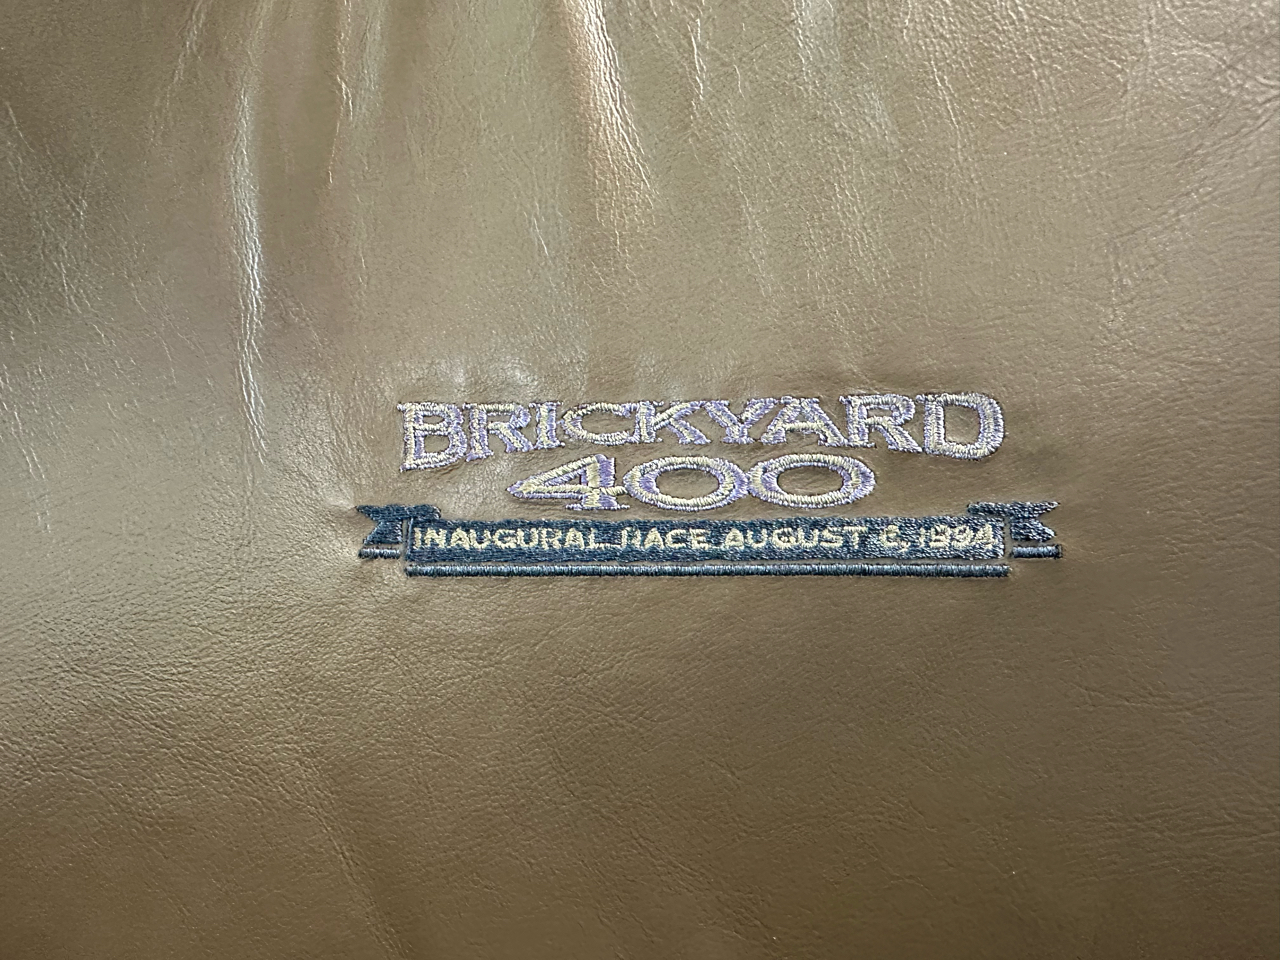 BRICKYARD
400
INAUGURAL RACE AUGUST 6, 1994